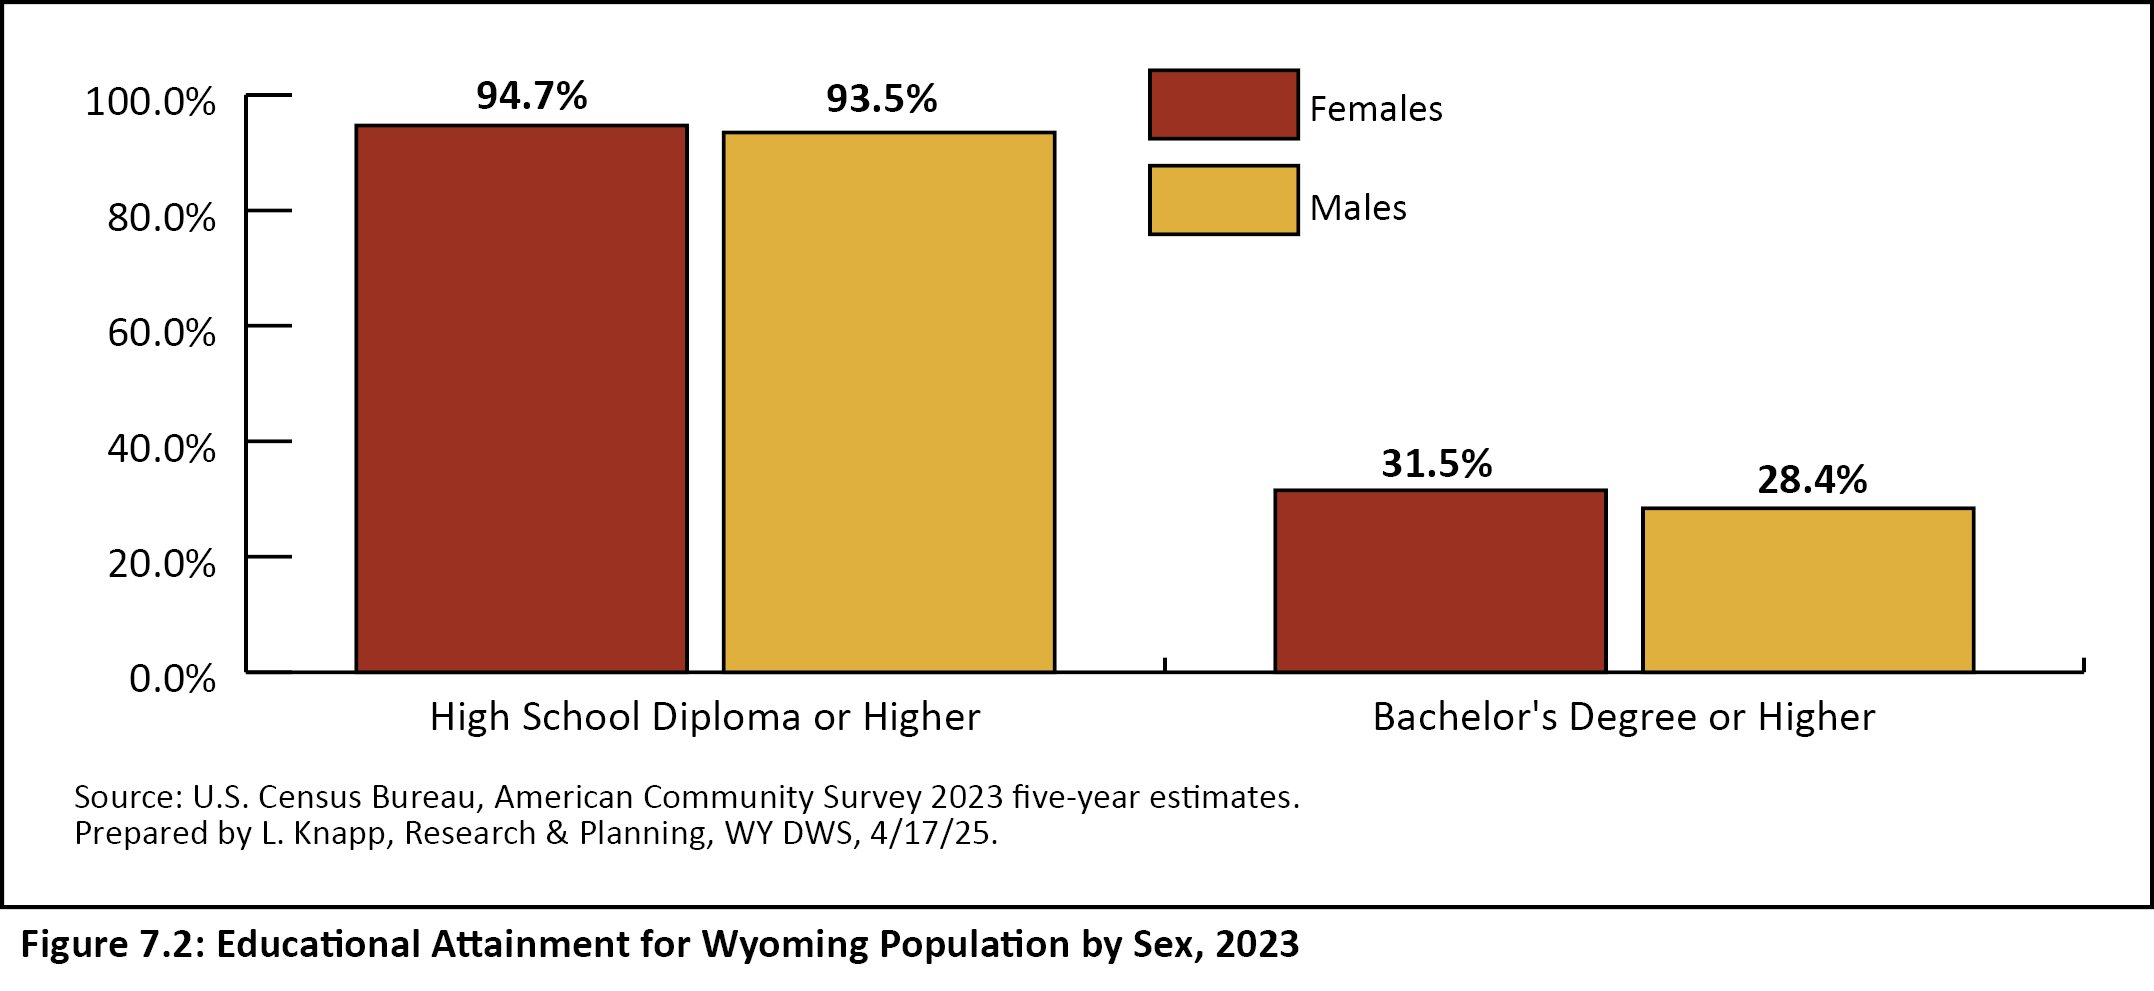 100.0%
80.0%
60.0%
40.0%
20.0%
0.0%
94.7%
93.5%
31.5%
28.4%
Females
Males
High School Diploma or Higher
Bachelor's Degree or Higher
Source: U.S. Census Bureau, American Community Survey 2023 five-year estimates.
Prepared by L. Knapp, Research & Planning, WY DWS, 4/17/25.
Figure 7.2: Educational Attainment for Wyoming Population by Sex, 2023